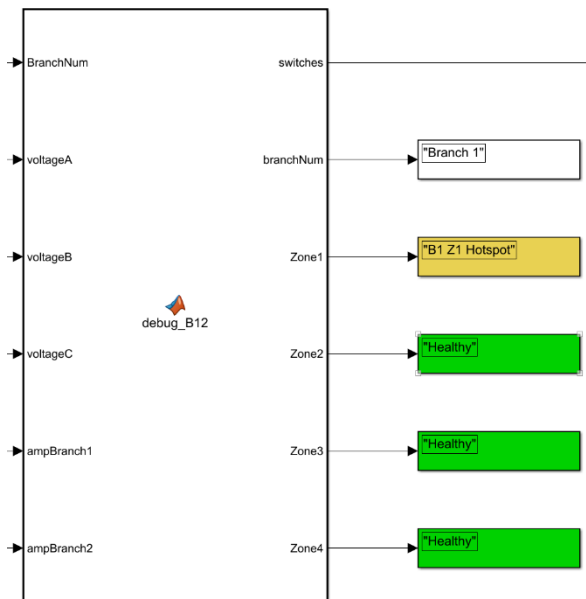 BranchNum
switches
voltageA
branchNum
"Branch 1"
voltageB
Zone1
"B1 Z1 Hotspot"
debug_B12
voltageC
Zone2
"Healthy"
ampBranch1
Zone3
"Healthy"
ampBranch2
Zone4
"Healthy"